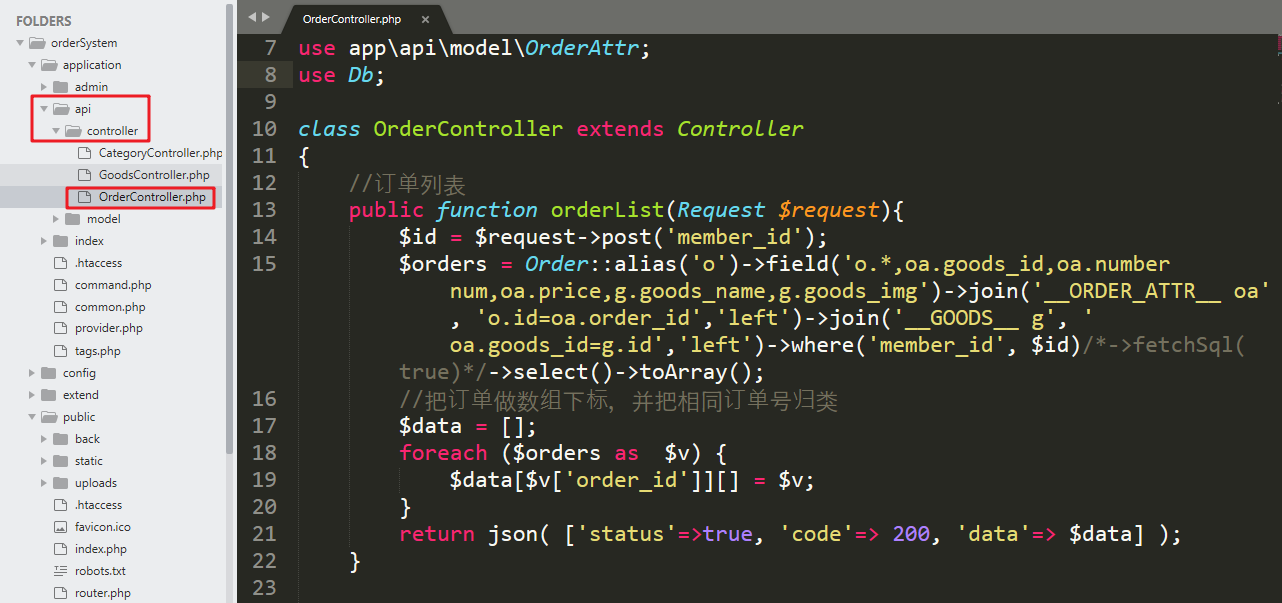 FOLDERS
orderSystem
application
admin
api
controller
CategoryController.php
GoodsController.php
OrderController.php
model
index
.htaccess
command.php
common.php
provider.php
tags.php
config
extend
public
back
static
uploads
.htaccess
favicon.ico
index.php
robots.txt
router.php
OrderController.php ×
7 use app\api\model\OrderAttr;
8 use Db;
9
10 class OrderController extends Controller
11 {
12 //订单列表
13 public function orderList(Request $request){
14 $id = $request->post('member_id');
15 $orders = Order::alias('o')->field('o.*,oa.goods_id,oa.number
num,oa.price,g.goods_name,g.goods_img')->join('__ORDER_ATTR__ oa'
, 'o.id=oa.order_id','left')->join('__GOODS__ g', '
oa.goods_id=g.id','left')->where('member_id', $id)/*->fetchSql(
true)*/->select()->toArray();
16 //把订单做数组下标，并把相同订单号归类
17 $data = [];
18 foreach ($orders as  $v) {
19 $data[$v['order_id']][] = $v;
20 }
21 return json( ['status'=>true, 'code'=> 200, 'data'=> $data] );
22 }
23